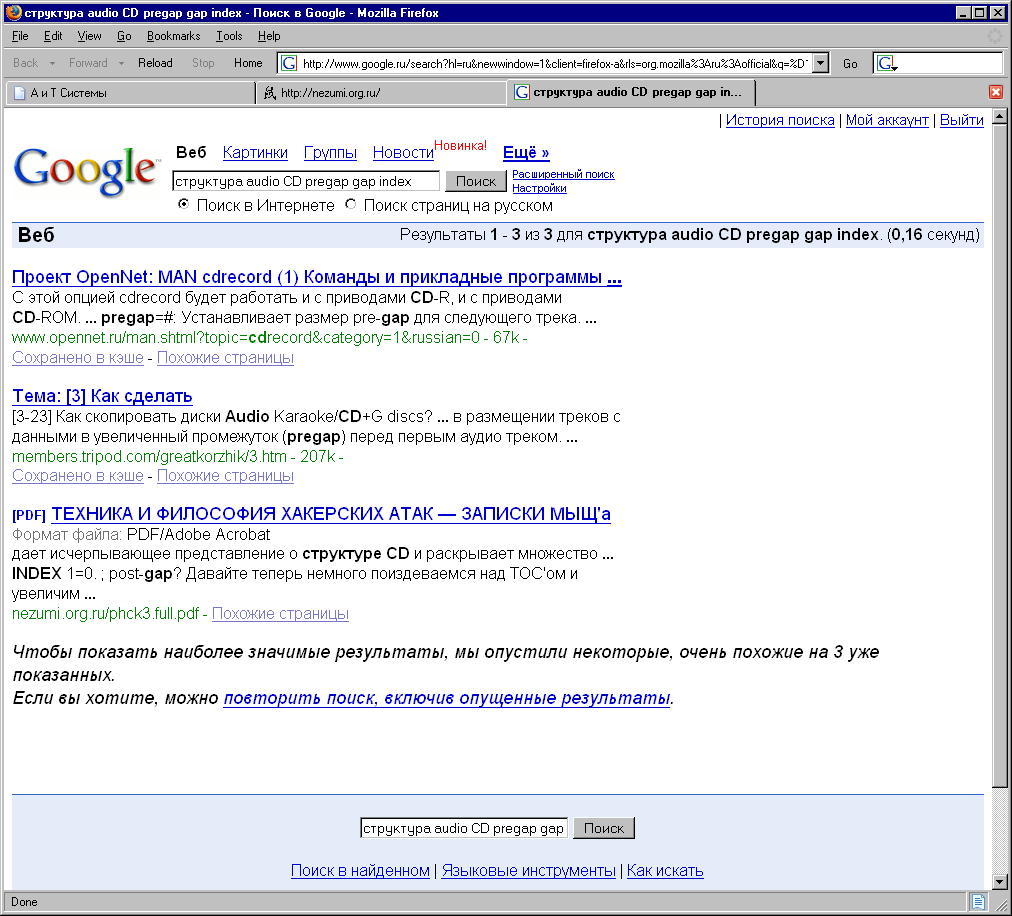 структура audio CD pregap gap index - Поиск в Google - Mozilla Firefox
File Edit View Go Bookmarks Tools Help
Back Forward Reload Stop Home http://www.google.ru/search?hl=ru&newwindow=1&client=firefox-a&rls=org.mozilla%3Aru%3Aofficial&q=%D1 Go
А и Т Системы http://nezumi.org.ru/ структура audio CD pregap gap in...
| История поиска | Мой аккаунт | Выйти
Google™ Веб Картинки Группы Новости Новинка! Ещё »
структура audio CD pregap gap index Поиск Расширенный поиск
Настройки
Поиск в Интернете Поиск страниц на русском
Веб Результаты 1 - 3 из 3 для структура audio CD pregap gap index. (0,16 секунд)
Проект OpenNet: MAN cdrecord (1) Команды и прикладные программы ...
С этой опцией cdrecord будет работать и с приводами CD-R, и с приводами
CD-ROM. ... pregap=#: Устанавливает размер pre-gap для следующего трека. ...
www.opennet.ru/man.shtml?topic=cdrecord&category=1&russian=0 - 67k -
Сохранено в кэше - Похожие страницы
Тема: [3] Как сделать
[3-23] Как скопировать диски Audio Karaoke/CD+G discs? ... в размещении треков с
данными в увеличенный промежуток (pregap) перед первым аудио треком. ...
members.tripod.com/greatkorzhik/3.htm - 207k -
Сохранено в кэше - Похожие страницы
[PDF] ТЕХНИКА И ФИЛОСОФИЯ ХАКЕРСКИХ АТАК — ЗАПИСКИ МЫЩ'а
Формат файла: PDF/Adobe Acrobat
дает исчерпывающее представление о структуре CD и раскрывает множество ...
INDEX 1=0. ; post-gap? Давайте теперь немного поиздеваемся над TOC'ом и
увеличим ...
nezumi.org.ru/phck3.full.pdf - Похожие страницы
Чтобы показать наиболее значимые результаты, мы опустили некоторые, очень похожие на 3 уже
показанных.
Если вы хотите, можно повторить поиск, включив опущенные результаты.
структура audio CD pregap gap Поиск
Поиск в найденном | Языковые инструменты | Как искать
Done